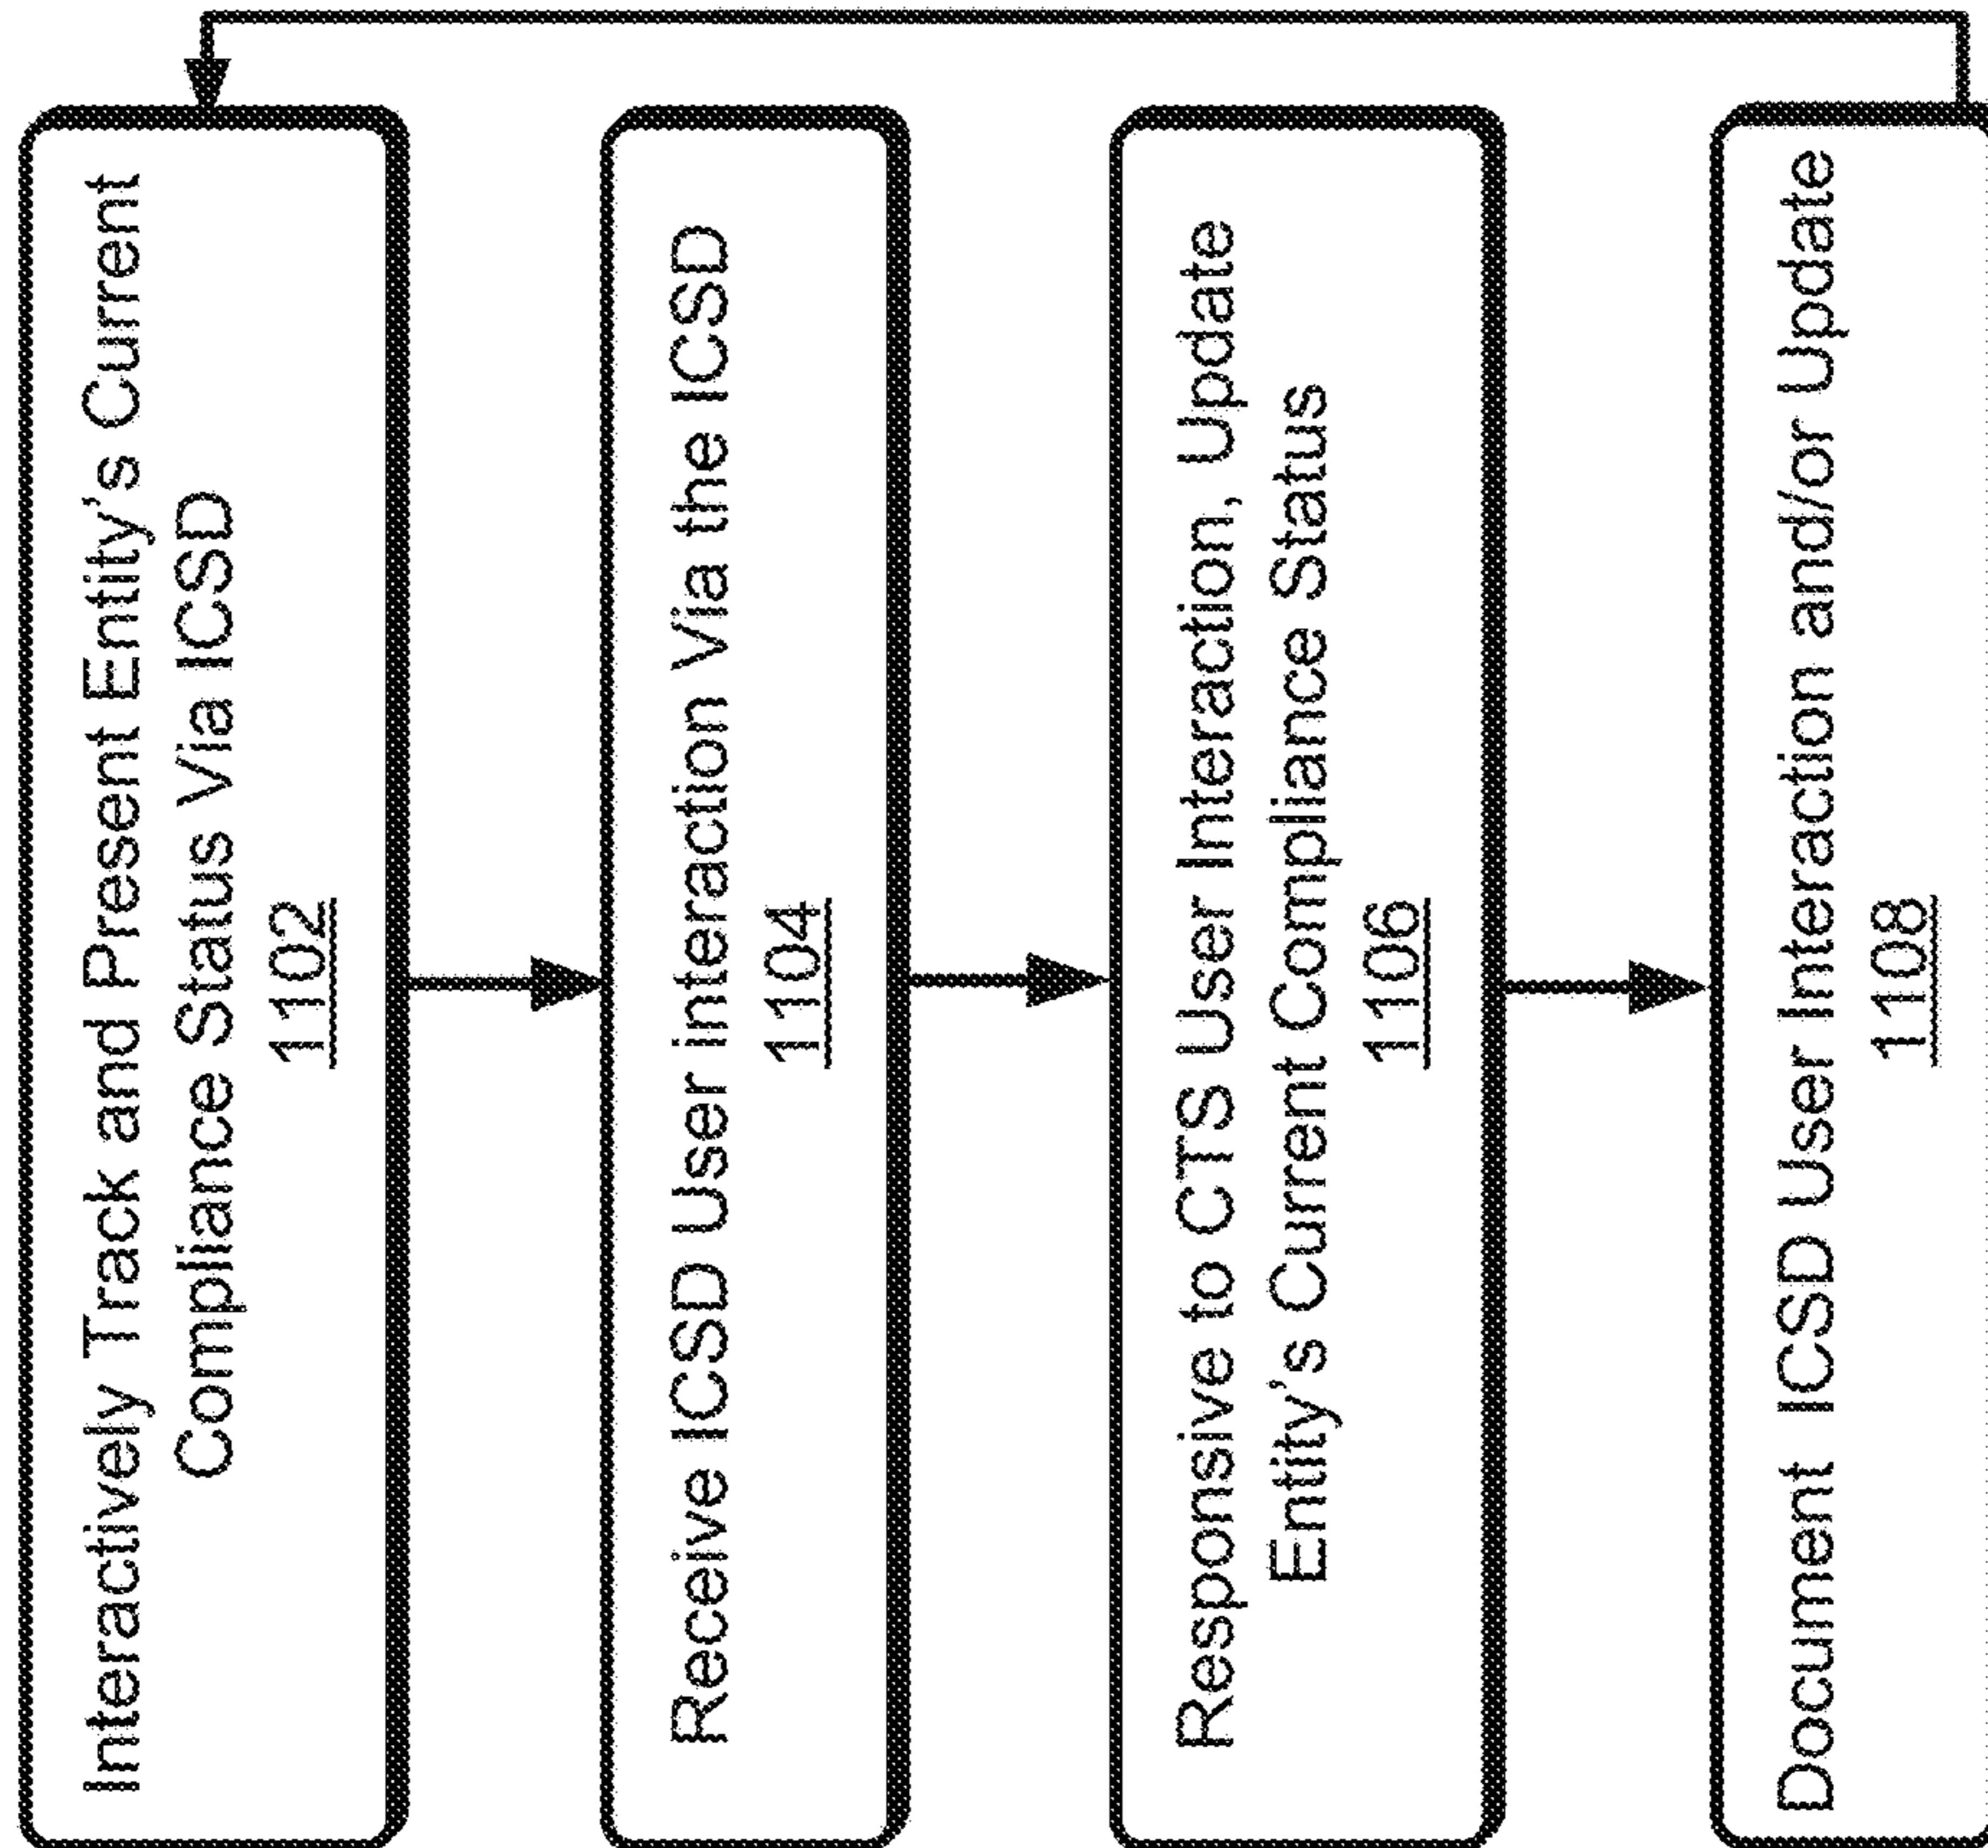 Interactively Track and Present Entity's Current
Compliance Status Via ICSD
1102
Receive ICSD User interaction Via the ICSD
1104
Responsive to CTS User Interaction, Update
Entity's Current Compliance Status
1106
Document ICSD User Interaction and/or Update
1108